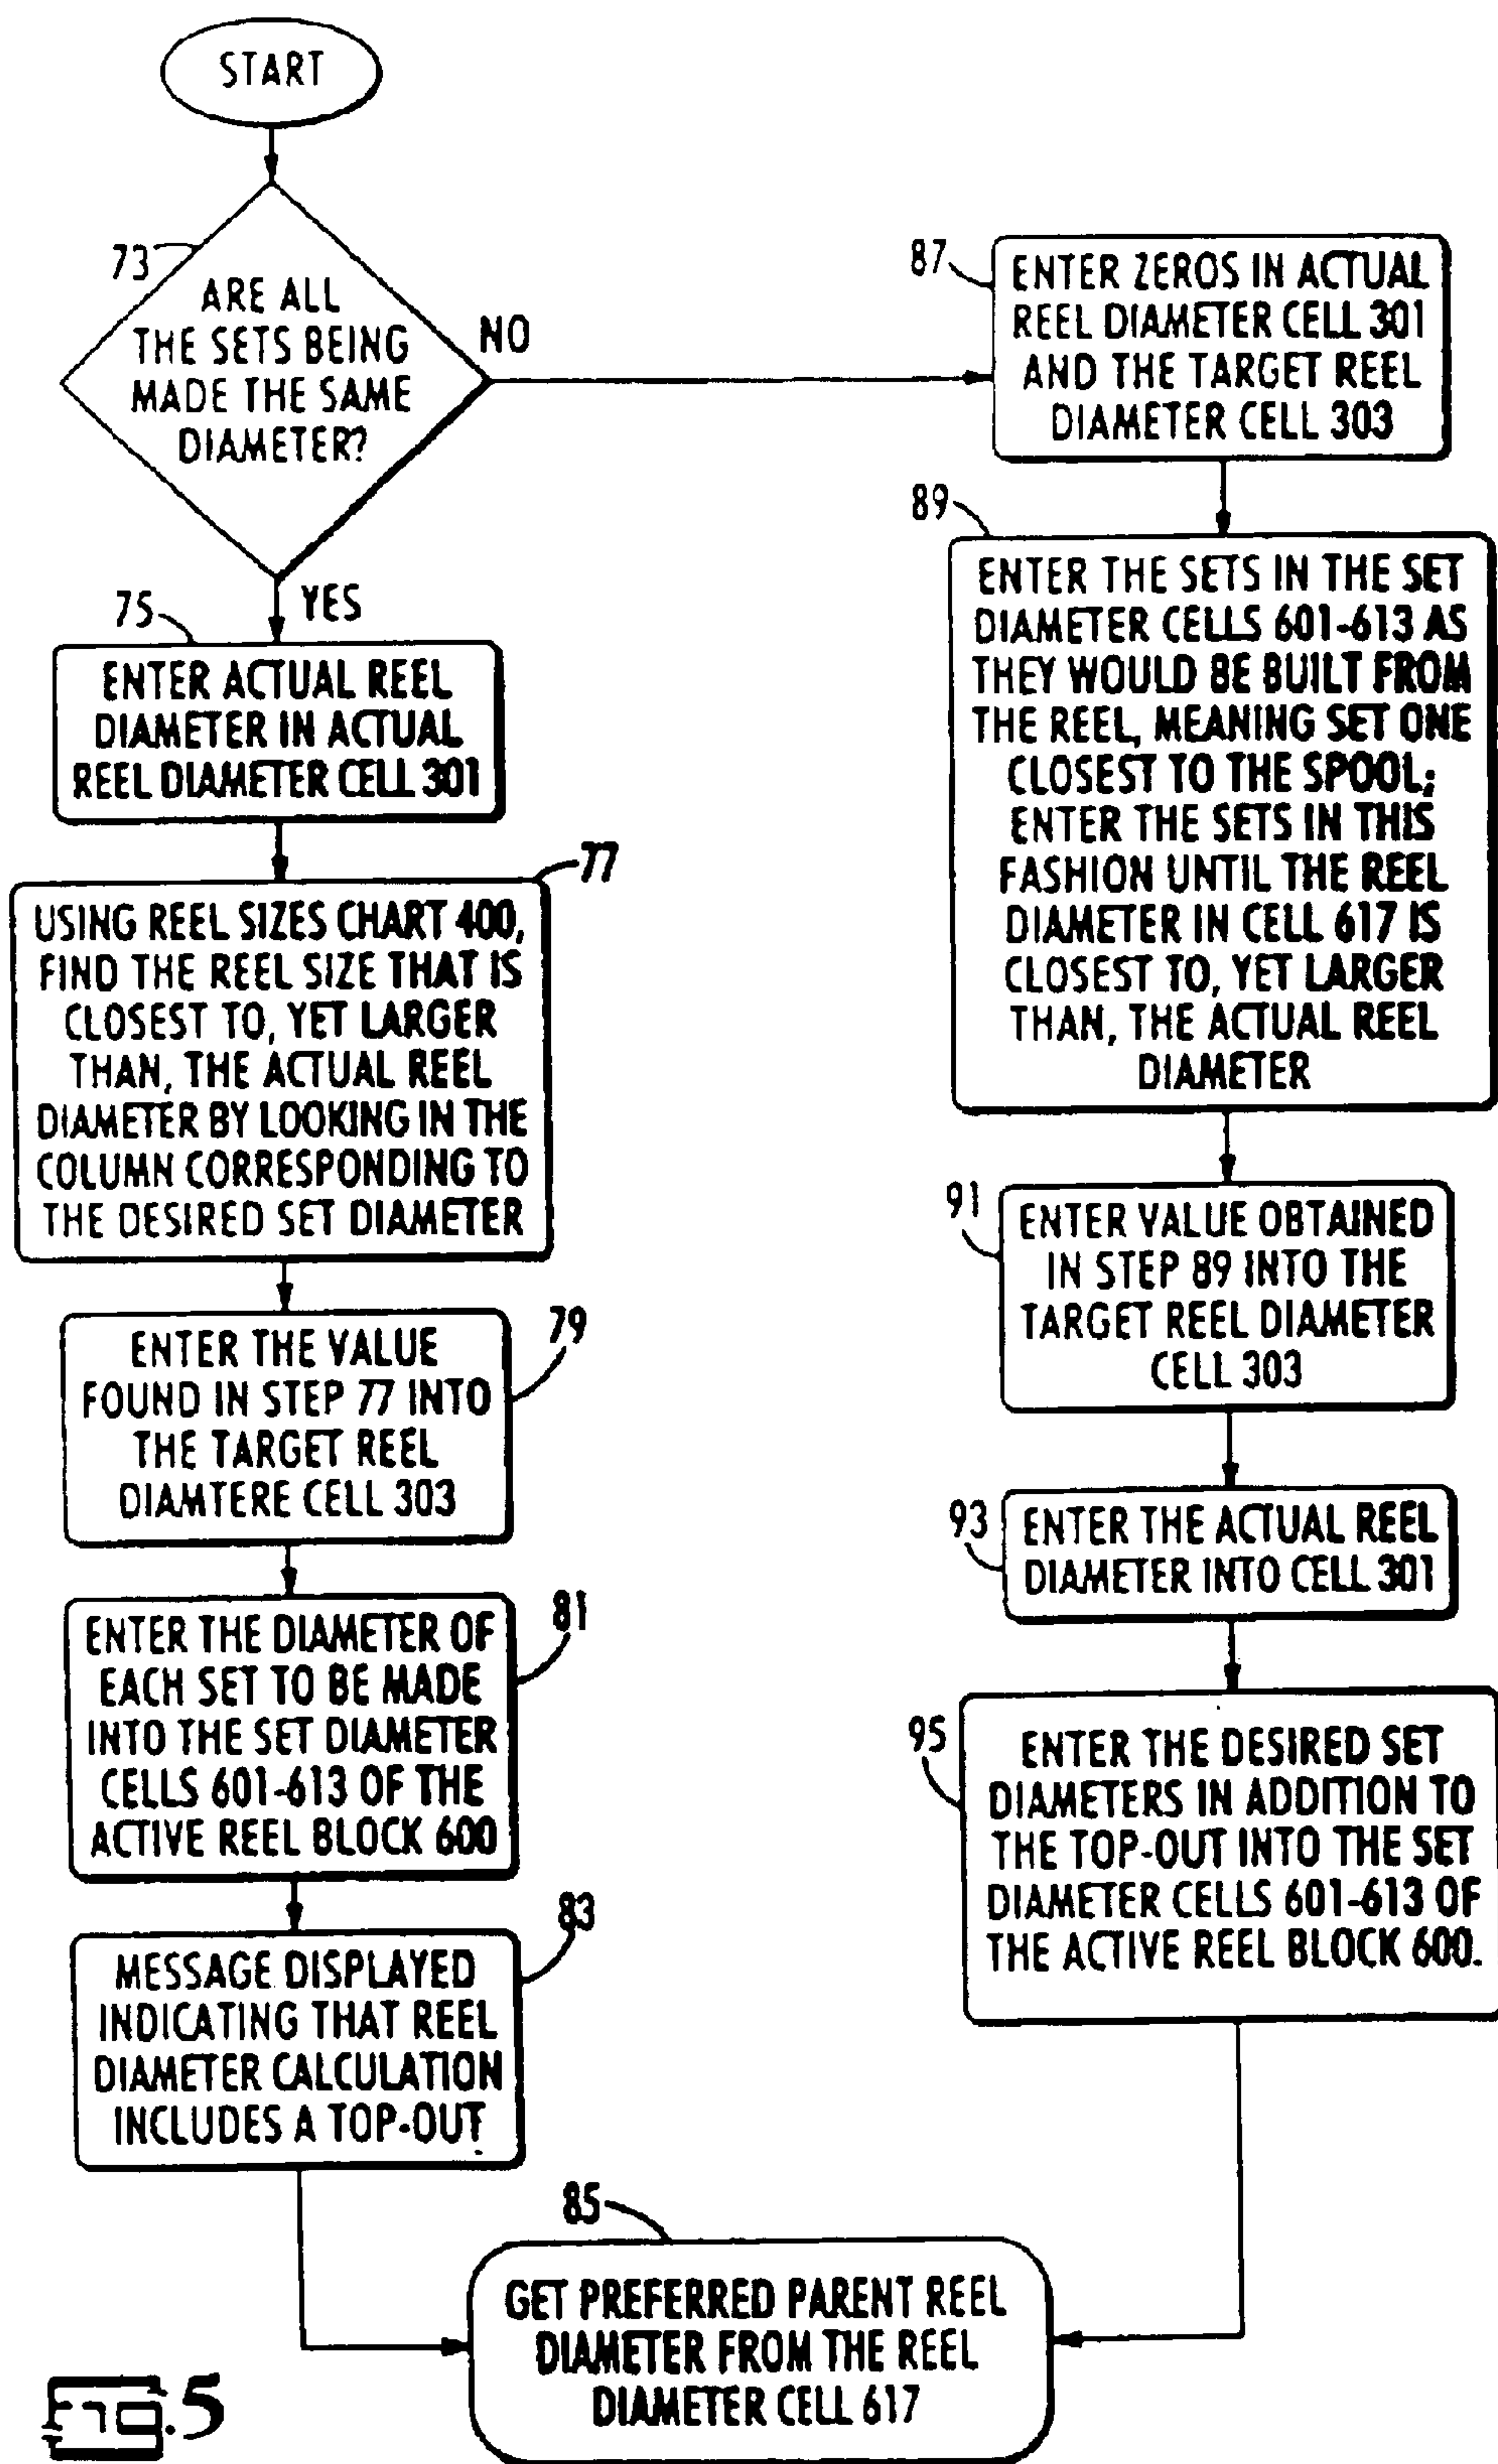 START
73
ARE ALL
THE SETS BEING
MADE THE SAME
DIAMETER?
NO
YES
75
ENTER ACTUAL REEL
DIAMETER IN ACTUAL
REEL DIAMETER CELL 301
77
USING REEL SIZES CHART 400,
FIND THE REEL SIZE THAT IS
CLOSEST TO, YET LARGER
THAN, THE ACTUAL REEL
DIAMETER BY LOOKING IN THE
COLUMN CORRESPONDING TO
THE DESIRED SET DIAMETER
79
ENTER THE VALUE
FOUND IN STEP 77 INTO
THE TARGET REEL
DIAMTERE CELL 303
81
ENTER THE DIAMETER OF
EACH SET TO BE MADE
INTO THE SET DIAMETER
CELLS 601-613 OF THE
ACTIVE REEL BLOCK 600
83
MESSAGE DISPLAYED
INDICATING THAT REEL
DIAMETER CALCULATION
INCLUDES A TOP-OUT
87
ENTER ZEROS IN ACTUAL
REEL DIAMETER CELL 301
AND THE TARGET REEL
DIAMETER CELL 303
89
ENTER THE SETS IN THE SET
DIAMETER CELLS 601-613 AS
THEY WOULD BE BUILT FROM
THE REEL, MEANING SET ONE
CLOSEST TO THE SPOOL;
ENTER THE SETS IN THIS
FASHION UNTIL THE REEL
DIAMETER IN CELL 617 IS
CLOSEST TO, YET LARGER
THAN, THE ACTUAL REEL
DIAMETER
91
ENTER VALUE OBTAINED
IN STEP 89 INTO THE
TARGET REEL DIAMETER
CELL 303
93
ENTER THE ACTUAL REEL
DIAMETER INTO CELL 301
95
ENTER THE DESIRED SET
DIAMETERS IN ADDITION TO
THE TOP-OUT INTO THE SET
DIAMETER CELLS 601-613 OF
THE ACTIVE REEL BLOCK 600.
85
GET PREFERRED PARENT REEL
DIAMETER FROM THE REEL
DIAMETER CELL 617
Fig.5